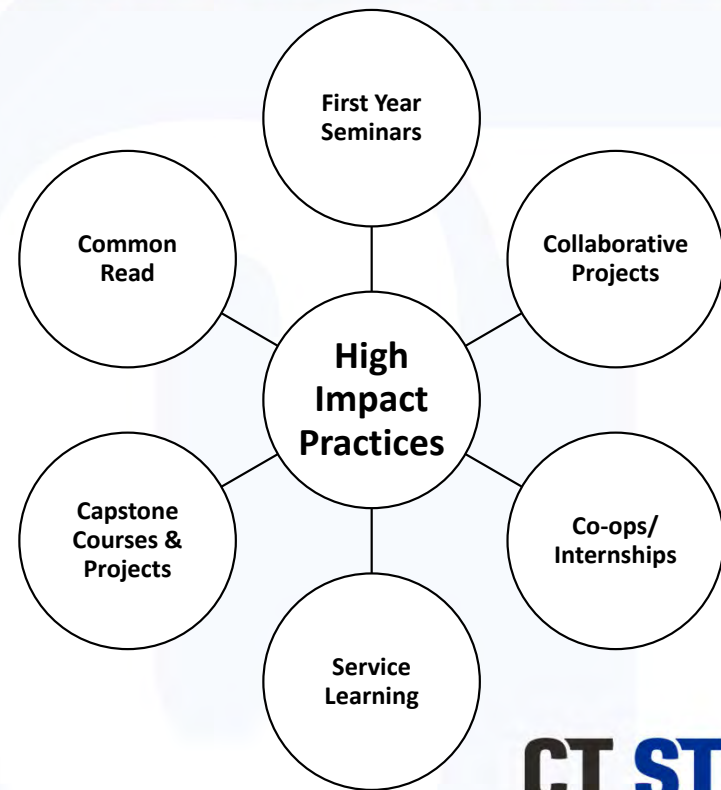 First Year
Seminars
Common
Read
Collaborative
Projects
High
Impact
Practices
Capstone
Courses &
Projects
Co-ops/
Internships
Service
Learning
CT ST